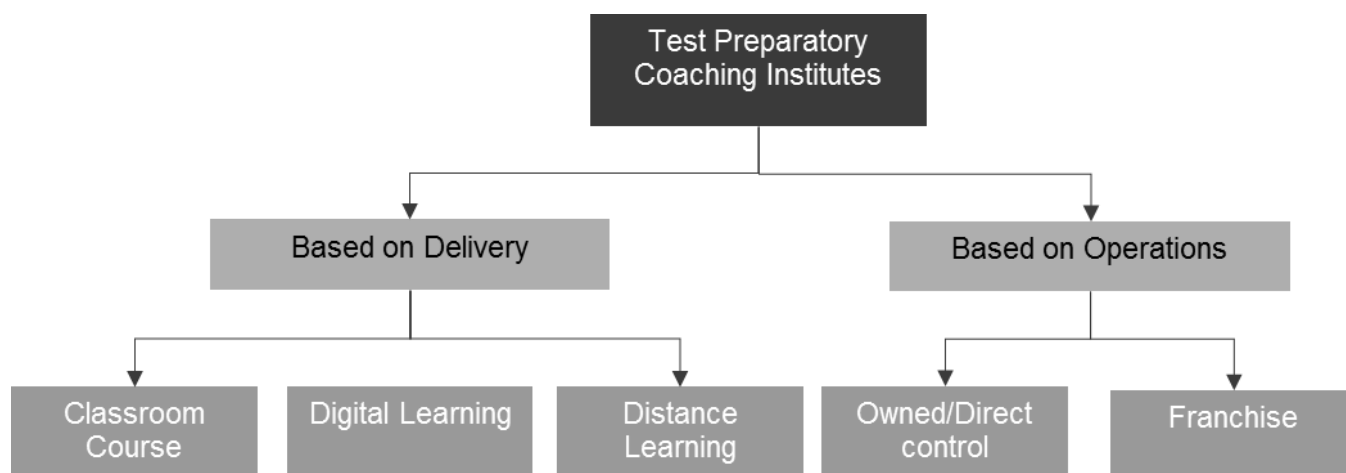 Test Preparatory
Coaching Institutes
Based on Delivery
Based on Operations
Classroom
Course
Digital Learning
Distance
Learning
Owned/Direct
control
Franchise